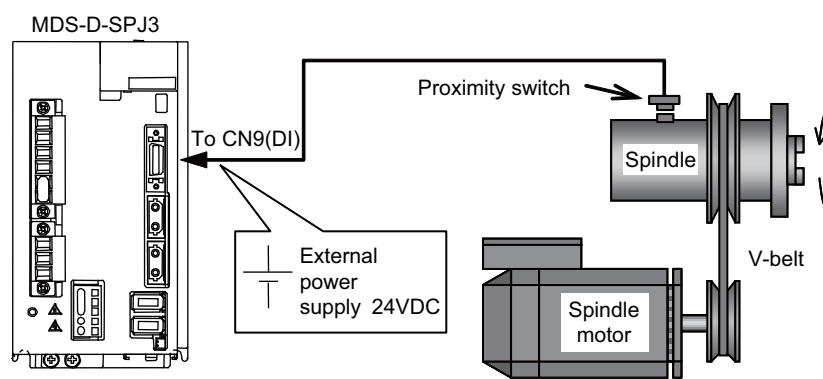 MDS-D-SPJ3
Proximity switch
To CN9(DI)
Spindle
External
power
supply 24VDC
V-belt
Spindle
motor